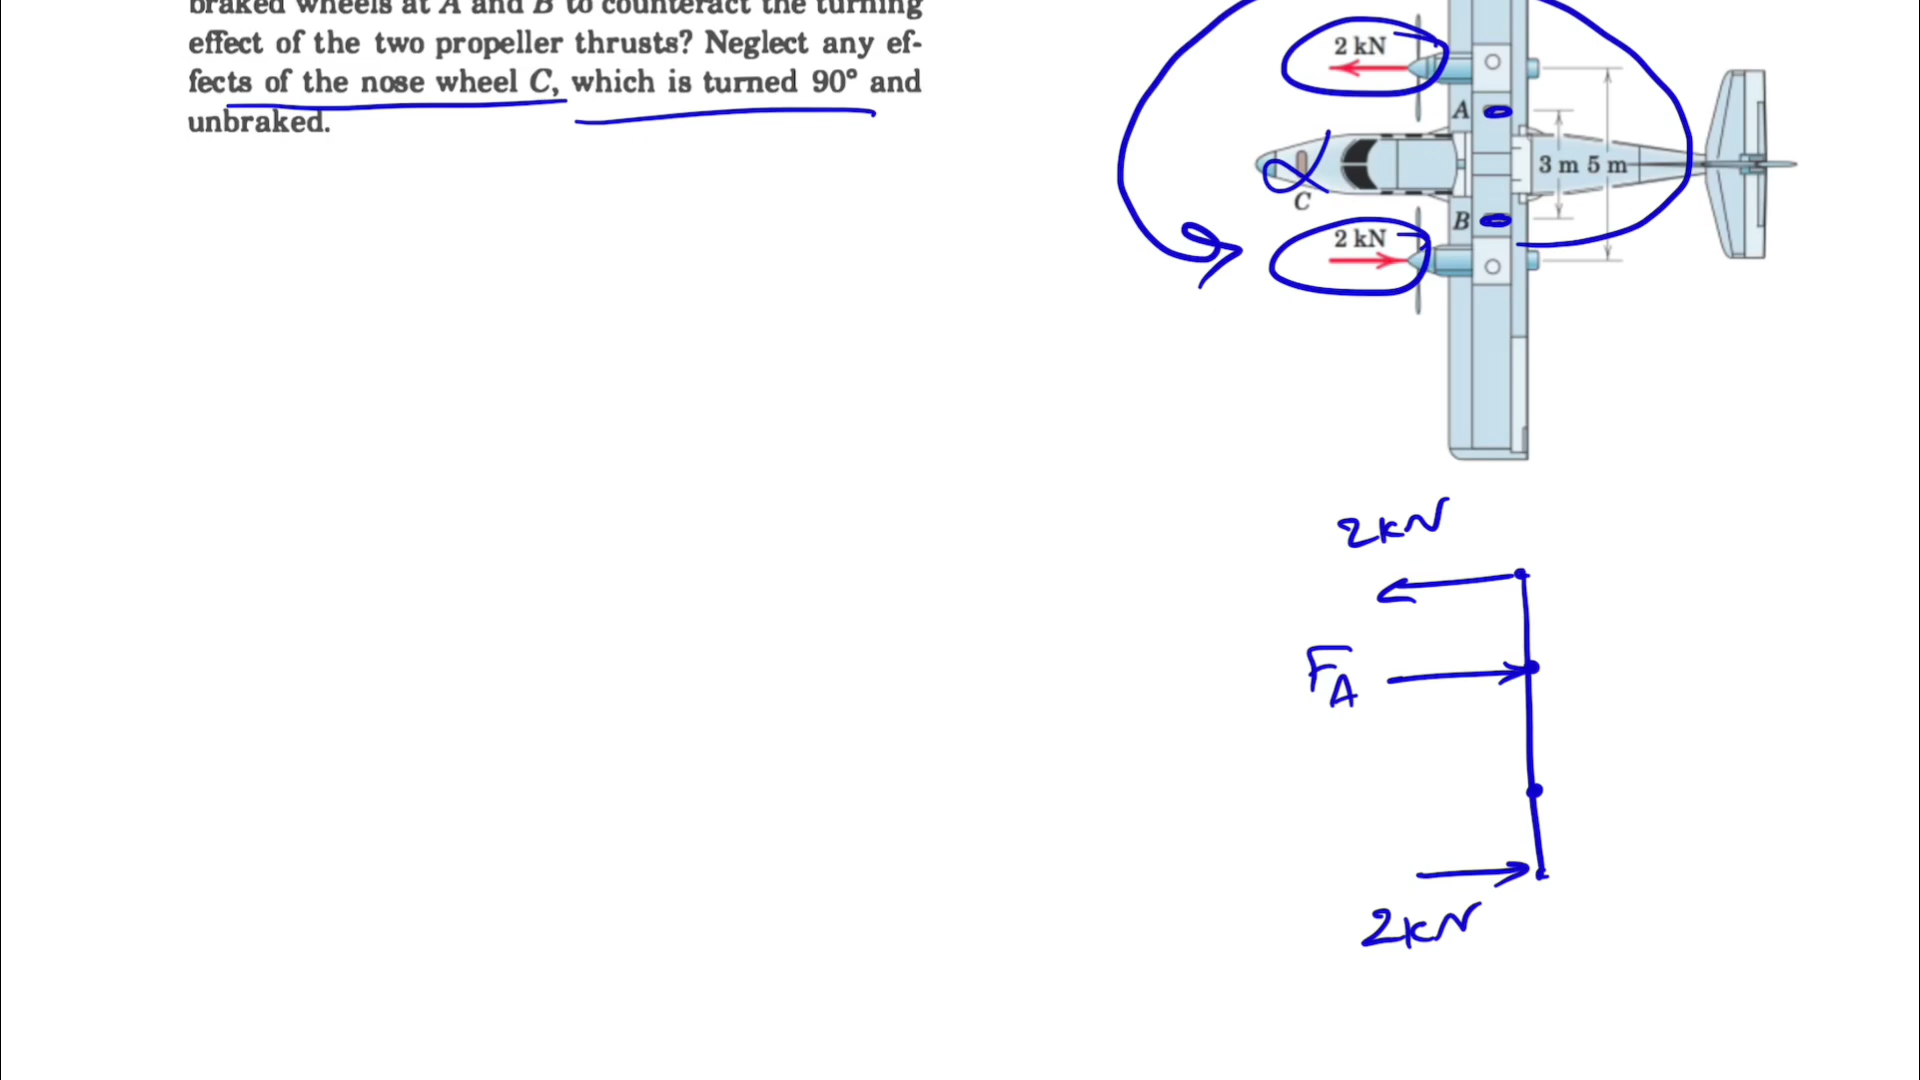 braked wheels at A and B to counteract the turning
effect of the two propeller thrusts? Neglect any ef-
fects of the nose wheel C, which is turned 90° and
unbraked.
2 kN
A
3 m 5 m
C
B
2 kN
2kN
FA
2kN